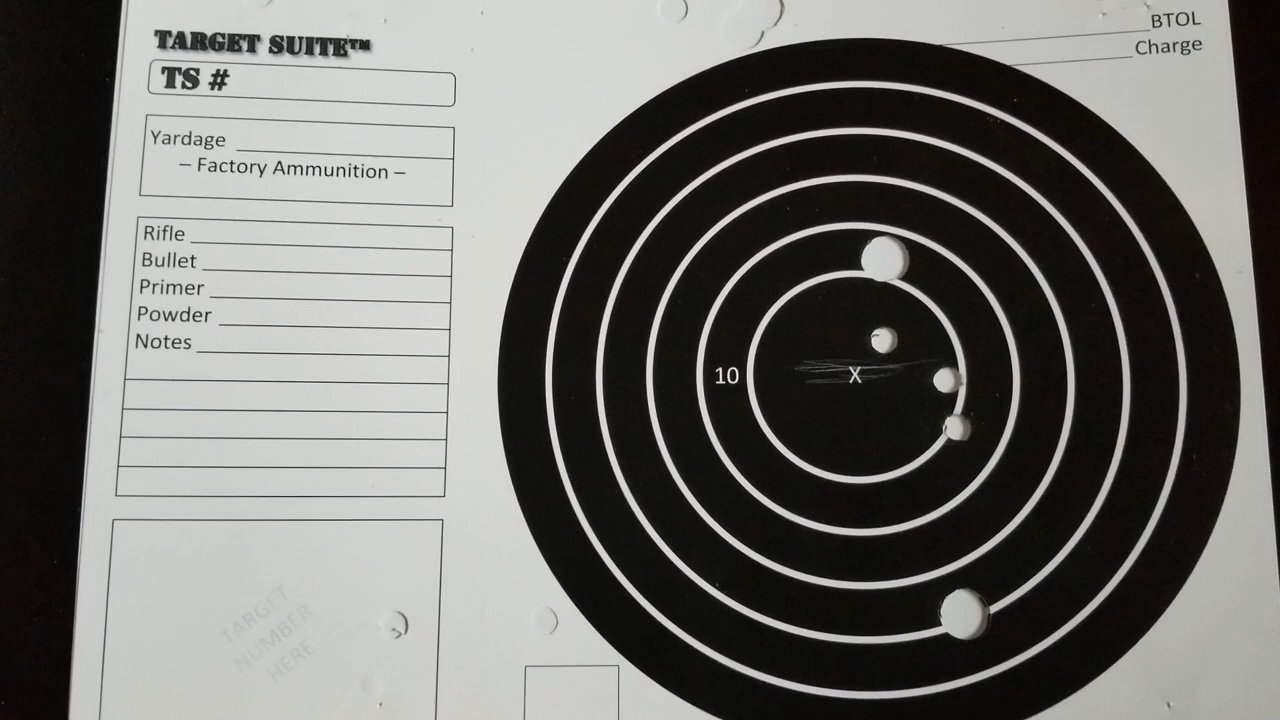 TARGET SUITE™
TS #
Yardage
– Factory Ammunition –
Rifle
Bullet
Primer
Powder
Notes
TARGET
NUMBER
HERE
BTOL
Charge
10 X